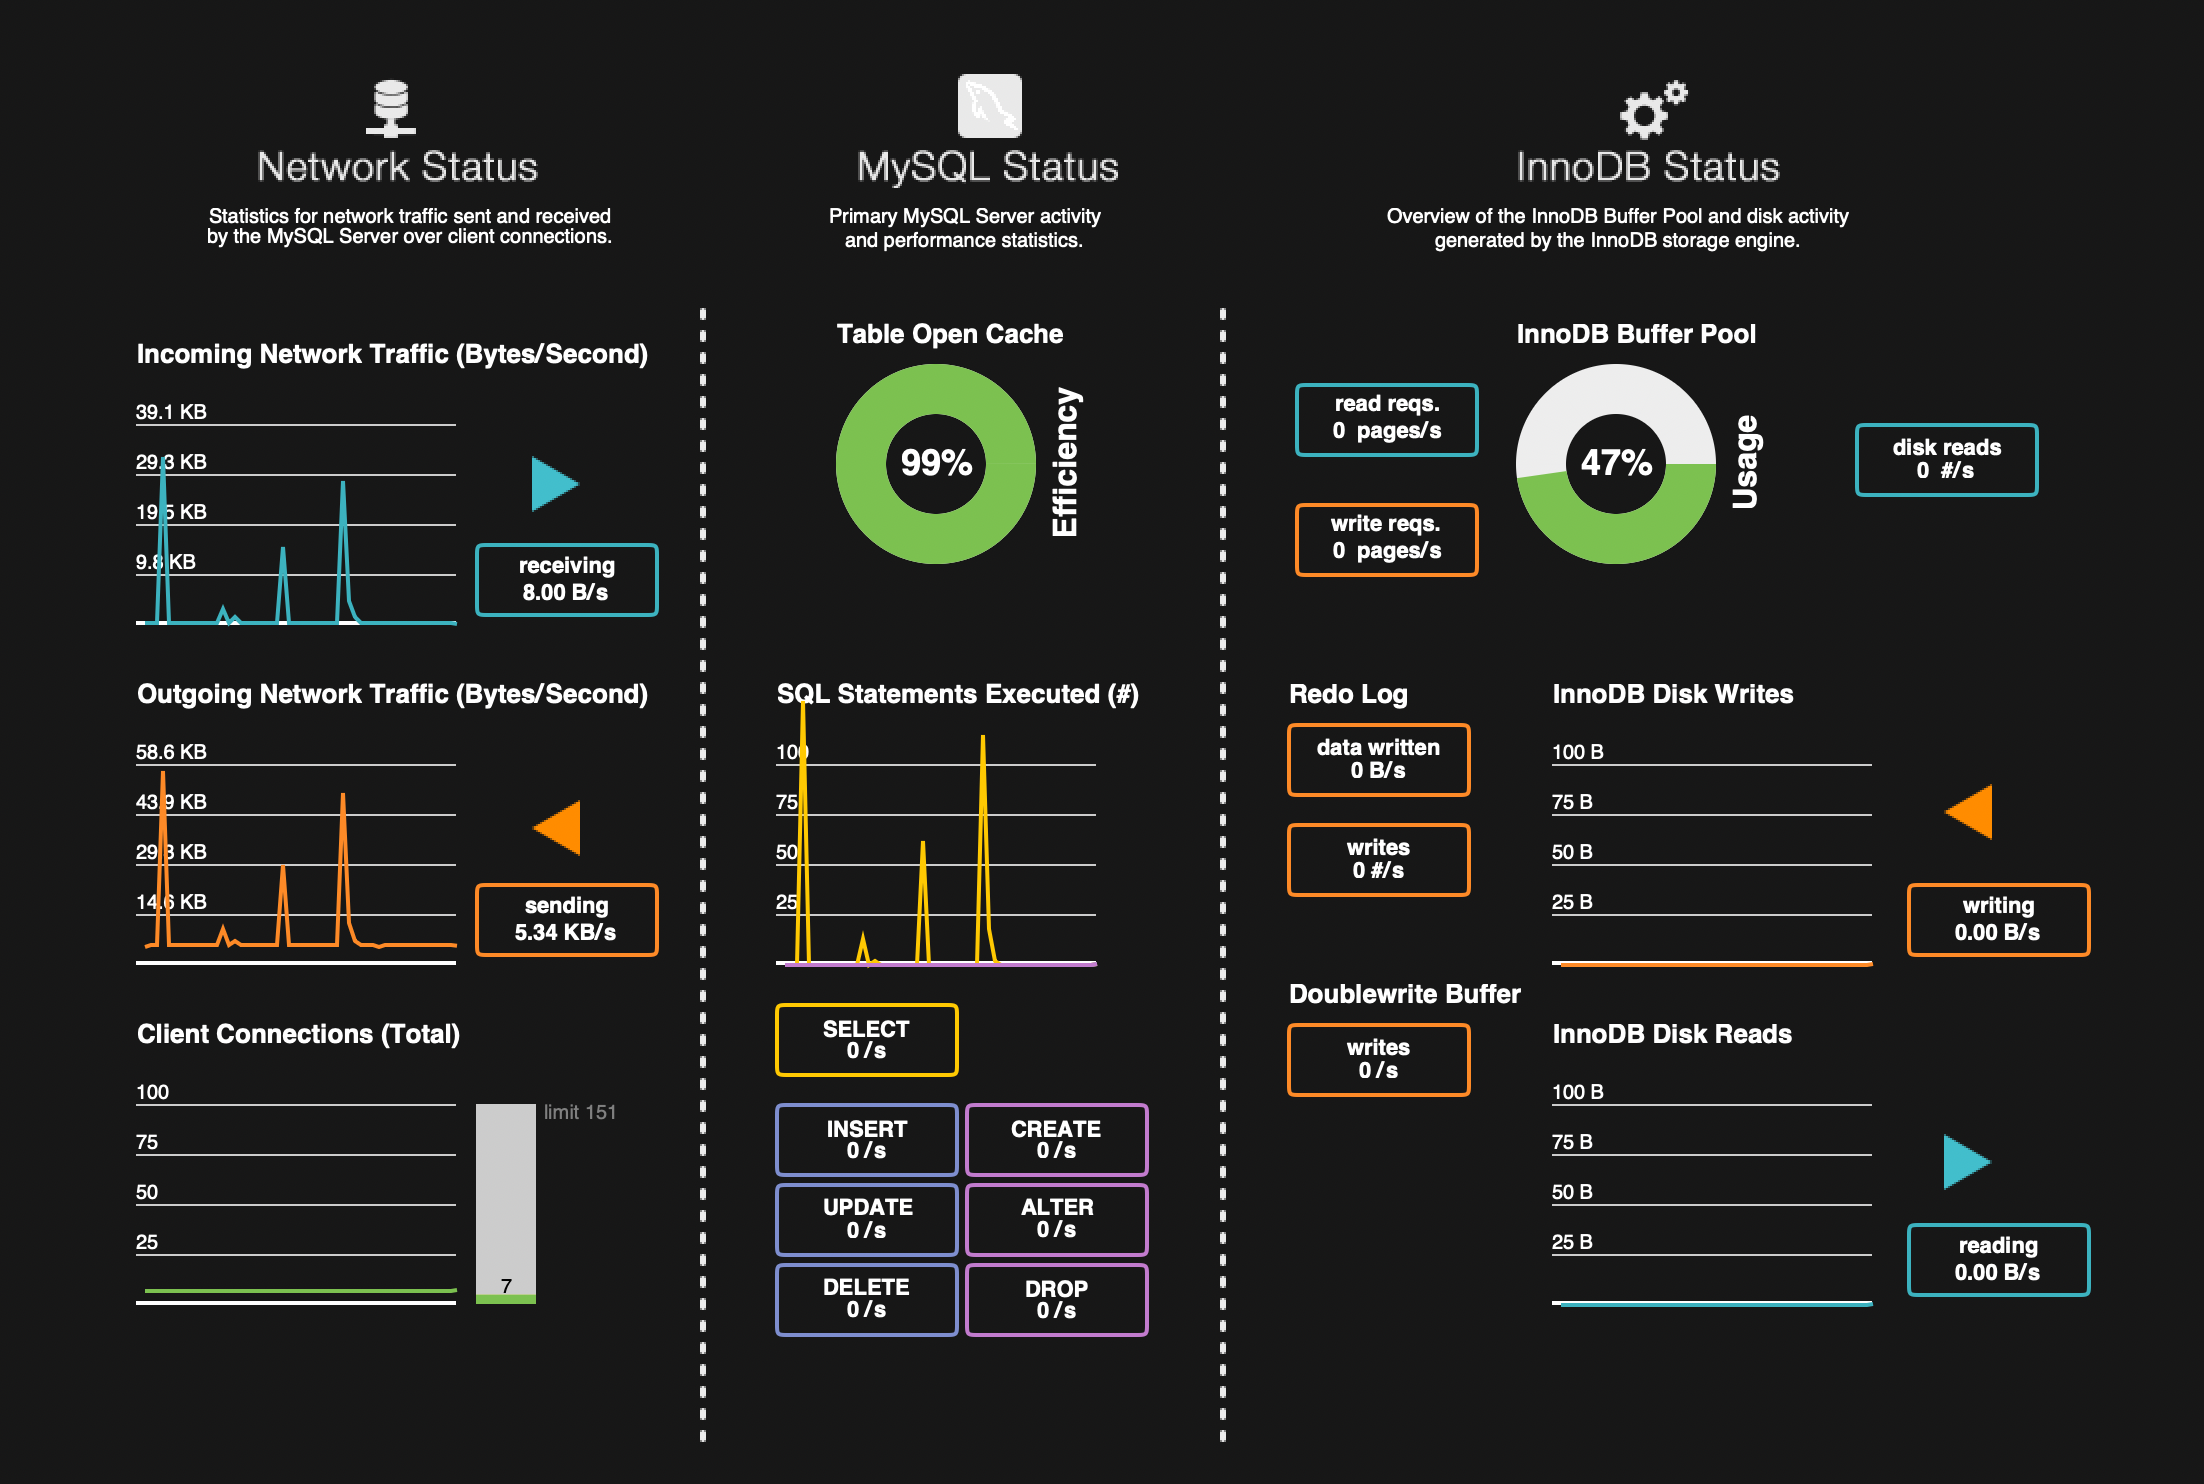 Network Status
Statistics for network traffic sent and received
by the MySQL Server over client connections.
Incoming Network Traffic (Bytes/Second)
39.1 KB
29.3 KB
19.5 KB
9.8 KB
receiving
8.00 B/s
Outgoing Network Traffic (Bytes/Second)
58.6 KB
43.9 KB
29.3 KB
14.6 KB
sending
5.34 KB/s
Client Connections (Total)
100
75
50
25
limit 151
7
MySQL Status
Primary MySQL Server activity
and performance statistics.
Table Open Cache
99%
Efficiency
SQL Statements Executed (#)
100
75
50
25
SELECT
0 /s
INSERT
0 /s
CREATE
0 /s
UPDATE
0 /s
ALTER
0 /s
DELETE
0 /s
DROP
0 /s
InnoDB Status
Overview of the InnoDB Buffer Pool and disk activity
generated by the InnoDB storage engine.
InnoDB Buffer Pool
read reqs.
0 pages/s
write reqs.
0 pages/s
47%
Usage
disk reads
0 #/s
Redo Log
data written
0 B/s
writes
0 #/s
Doublewrite Buffer
writes
0 /s
InnoDB Disk Writes
100 B
75 B
50 B
25 B
writing
0.00 B/s
InnoDB Disk Reads
100 B
75 B
50 B
25 B
reading
0.00 B/s